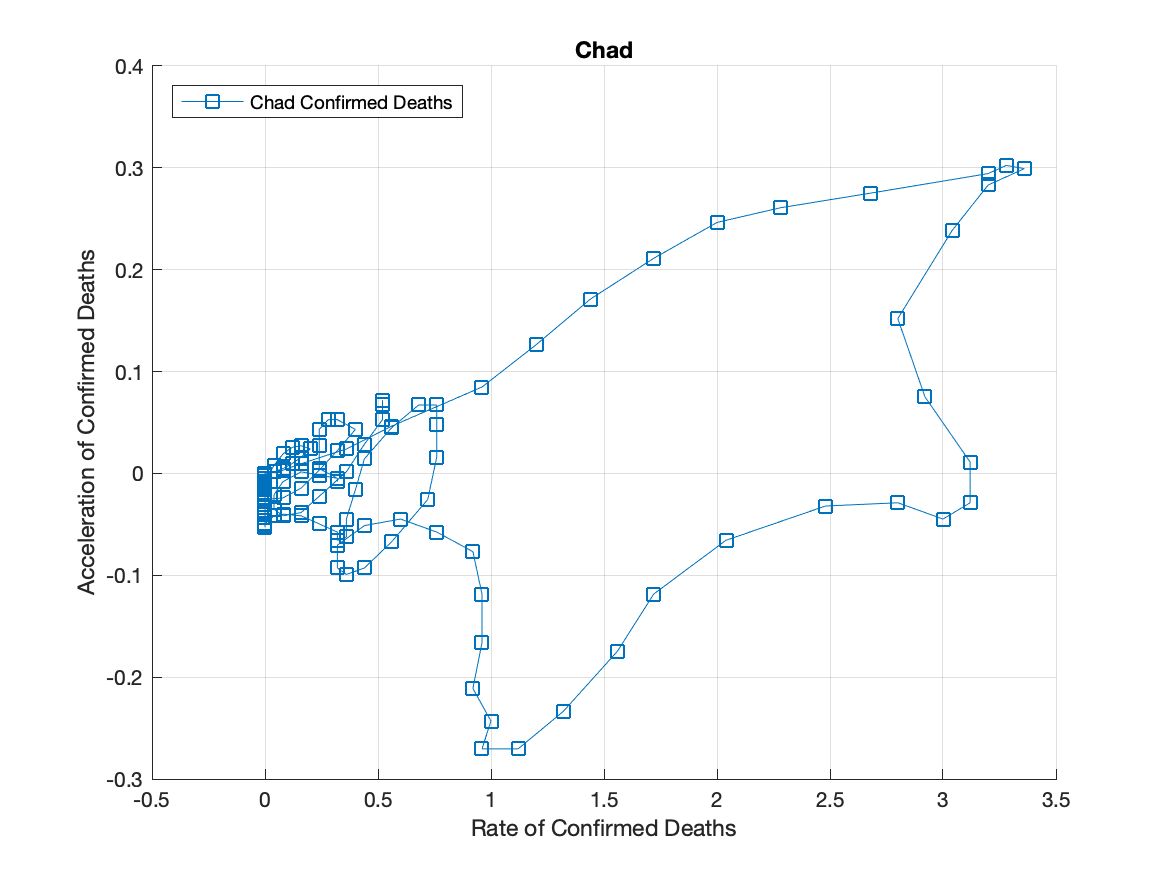 Chad
0.4
Chad Confirmed Deaths
0.3
0.2
0.1
0
-0.1
-0.2
-0.3
Acceleration of Confirmed Deaths
-0.5 0 0.5 1 1.5 2 2.5 3 3.5
Rate of Confirmed Deaths